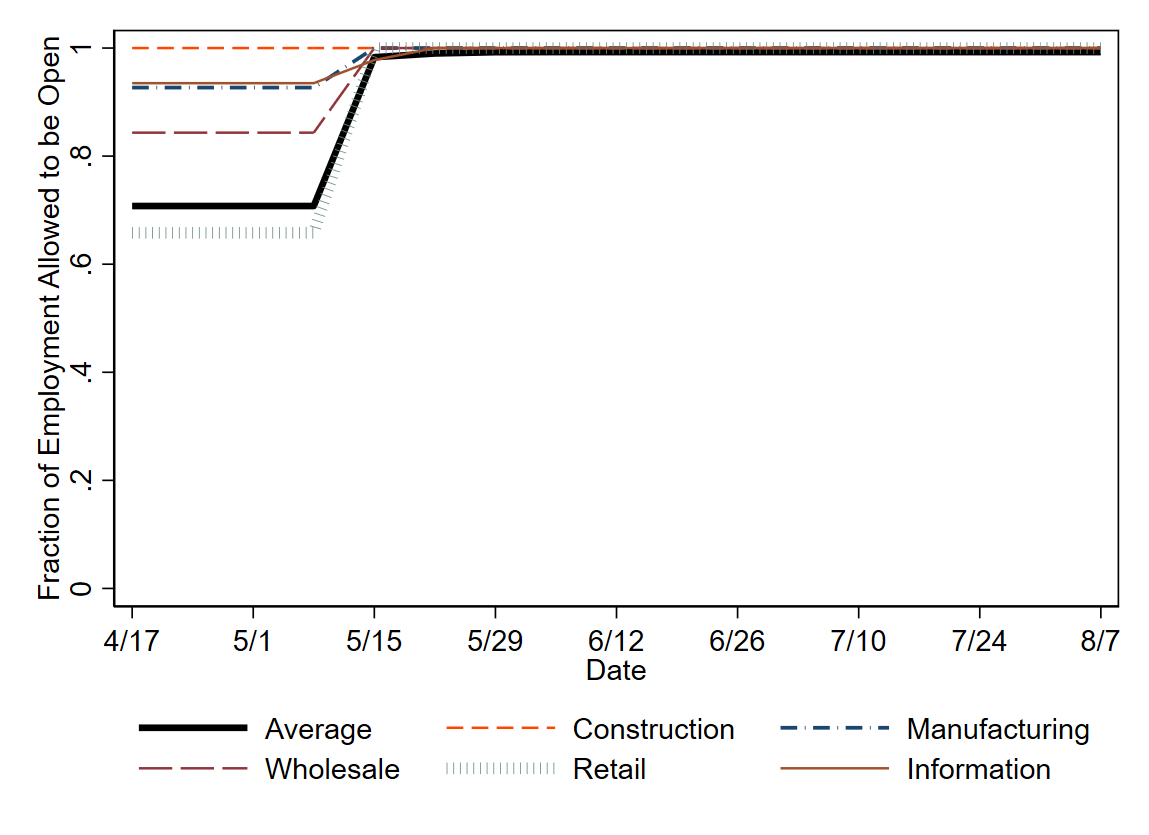 Fraction of Employment Allowed to be Open
1
.8
.6
.4
.2
0
4/17 5/1 5/15 5/29 6/12 6/26 7/10 7/24 8/7
Date
Average Construction Manufacturing
Wholesale Retail Information